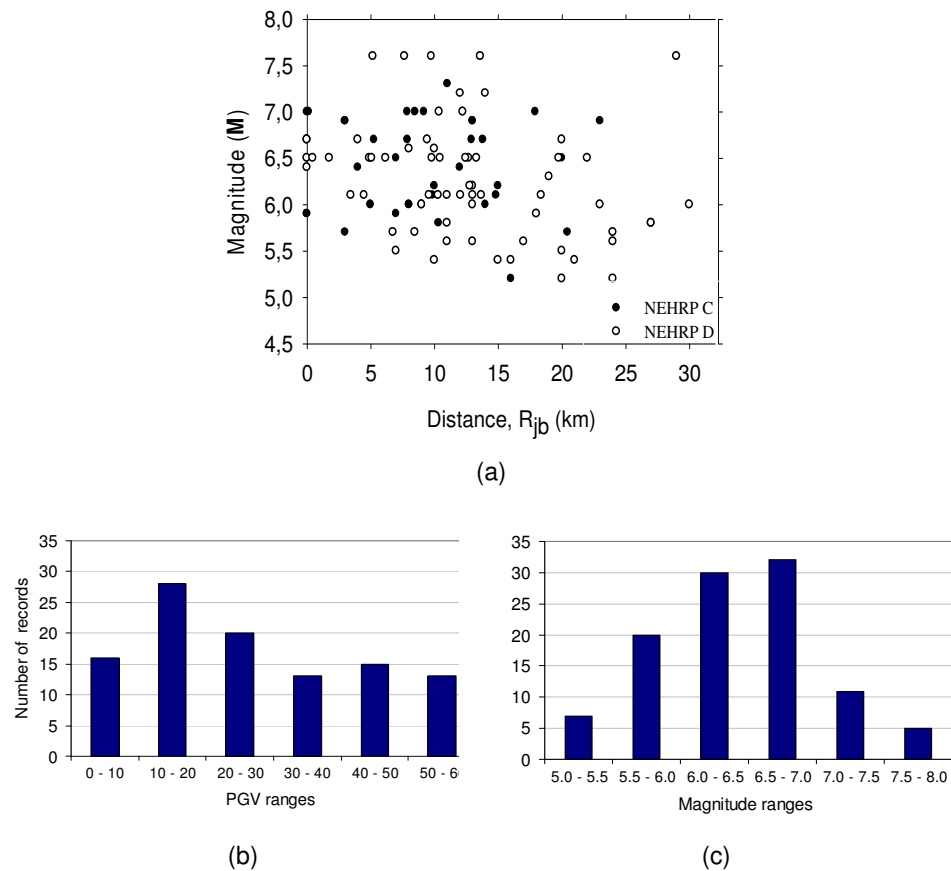 8,0
7,5
7,0
6,5
6,0
5,5
5,0
4,5
Magnitude (M)
NEHRP C
NEHRP D
0 5 10 15 20 25 30
Distance, Rjb (km)
(a)
35
30
25
20
15
10
5
0
Number of records
0 - 10 10 - 20 20 - 30 30 - 40 40 - 50 50 - 6
PGV ranges
(b)
35
30
25
20
15
10
5
0
5.0 - 5.5 5.5 - 6.0 6.0 - 6.5 6.5 - 7.0 7.0 - 7.5 7.5 - 8.0
Magnitude ranges
(c)